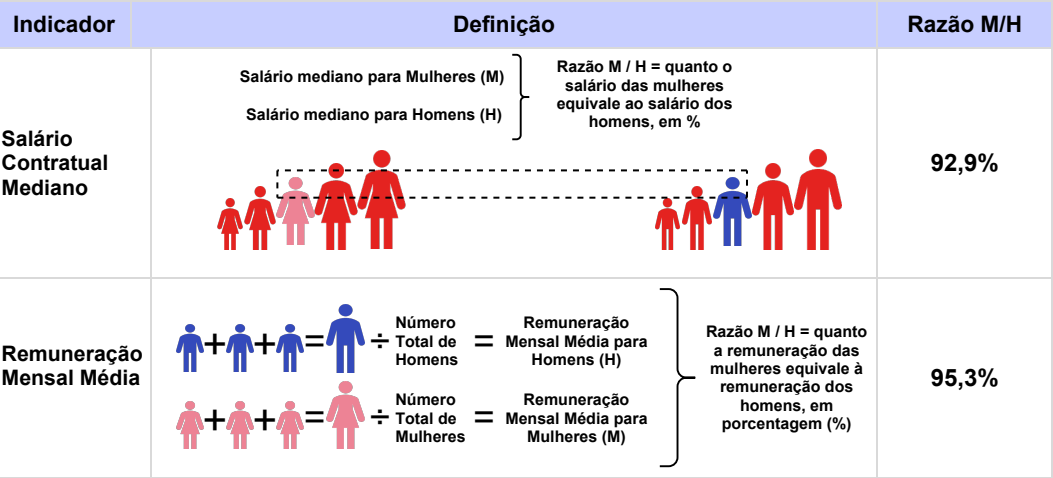 Indicador
Definição
Razão M/H
Salário
Contratual
Mediano
Salário mediano para Mulheres (M)
Salário mediano para Homens (H)
Razão M / H = quanto o
salário das mulheres
equivale ao salário dos
homens, em %
92,9%
Remuneração
Mensal Média
+ + = ÷
Número
Total de
Homens
=
Remuneração
Mensal Média para
Homens (H)
+ + = ÷
Número
Total de
Mulheres
=
Remuneração
Mensal Média para
Mulheres (M)
Razão M / H = quanto
a remuneração das
mulheres equivale à
remuneração dos
homens, em
porcentagem (%)
95,3%